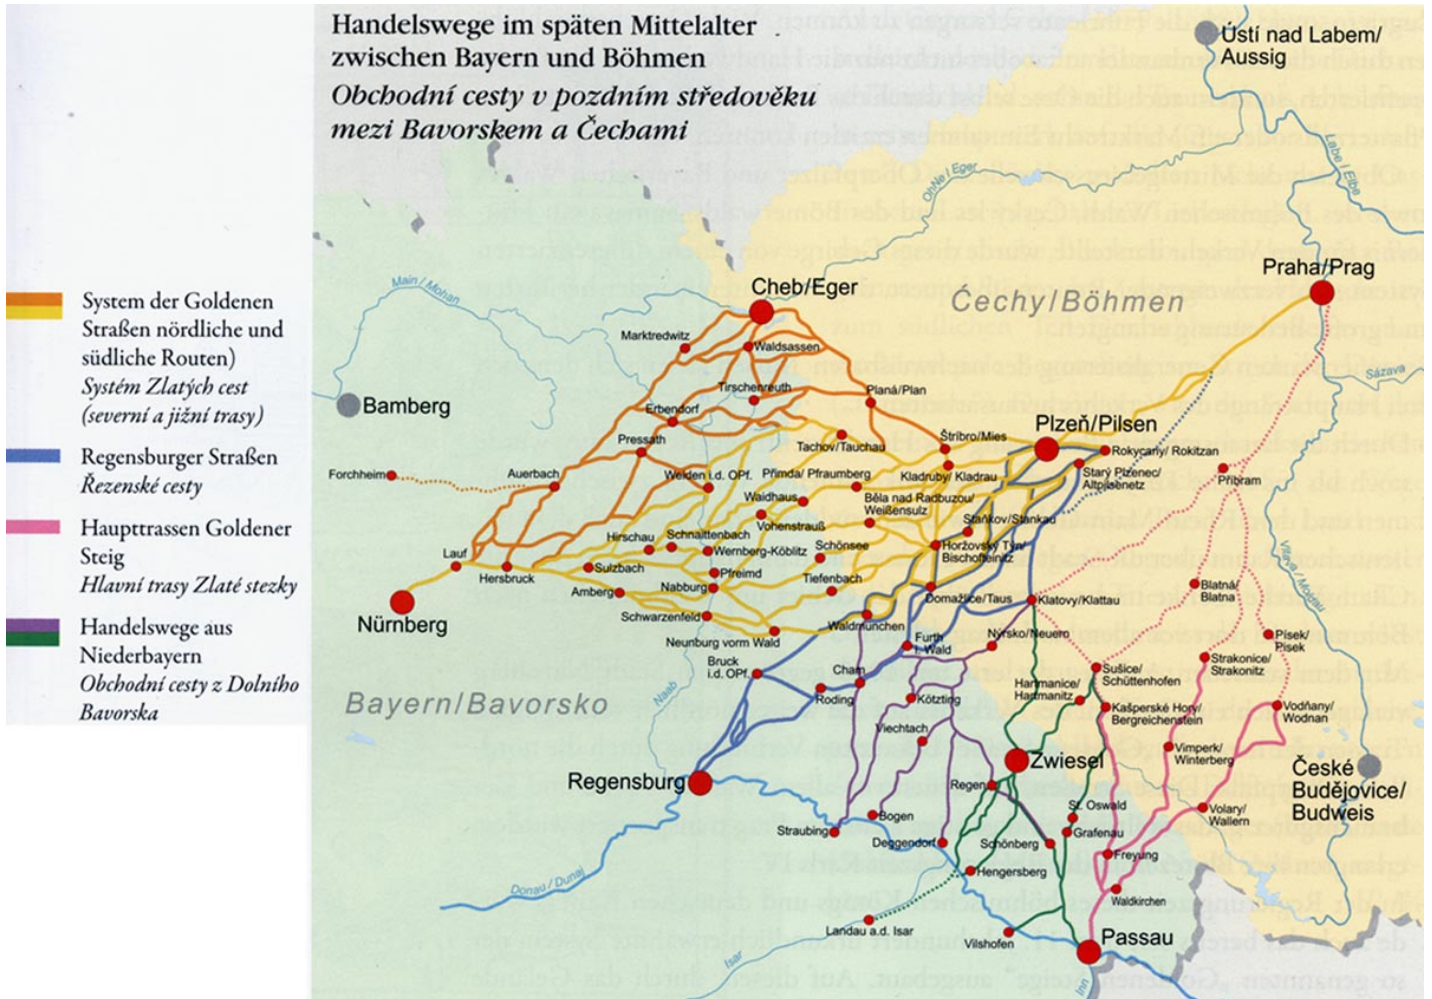 Handelswege im späten Mittelalter
zwischen Bayern und Böhmen
Obchodní cesty v pozdním středověku
mezi Bavorskem a Čechami
System der Goldenen
Straßen nördliche und
südliche Routen)
Systém Zlatých cest
(severní a jižní trasy)
Regensburger Straßen
Řezenské cesty
Haupttrassen Goldener
Steig
Hlavní trasy Zlaté stezky
Handelswege aus
Niederbayern
Obchodní cesty z Dolního
Bavorska
Ústí nad Labem/
Aussig
Labe / Elbe
Ohře / Eger
Praha/Prag
Čechy/Böhmen
Main / Mohan
Cheb/Eger
Marktredwitz
Waldsassen
Sázava
Tirschenreuth
Planá/Plan
Bamberg
Erbendorf
Plzeň/Pilsen
Pressath
Tachov/Tauchau
Stribro/Mies
Rokycany/ Rokitzan
Forchheim
Auerbach
Weiden i.d. OPf.
Přimda/ Pfraumberg
Kladruby/ Kladrau
Starý Plzenec/
Altpilsenetz
Příbram
Waidhaus
Běla nad Radbuzou/
Weißensulz
Vohenstrauß
Staňkov/Stankau
Hirschau
Schnaittenbach
Lauf
Wernberg-Köblitz
Schönsee
Horžovský Týn/
Bischofteinitz
Hersbruck
Sulzbach
Pfreimd
Vltava / Moldau
Amberg
Nabburg
Tiefenbach
Blatná/
Blatna
Domažlice/Taus
Klatovy/Klattau
Nürnberg
Schwarzenfeld
Waldmünchen
Neunburg vorm Wald
Furth
i. Wald
Nýrsko/Neuern
Písek/
Pisek
Bruck
i.d. OPf.
Cham
Strakonice/
Strakonitz
Sušice/
Schüttenhofen
Naab
Roding
Kötzting
Hartmanice/
Hartmanitz
Bayern/Bavorsko
Kašperské Hory/
Bergreichenstein
Vodňany/
Wodnan
Viechtach
Vimperk/
Winterberg
Zwiesel
Regensburg
Regen
České
Budějovice/
Budweis
St. Oswald
Volary/
Wallern
Bogen
Straubing
Grafenau
Deggendorf
Schönberg
Freyung
Hengersberg
Donau / Dunaj
Waldkirchen
Landau a.d. Isar
Vilshofen
Passau
Isar
Inn